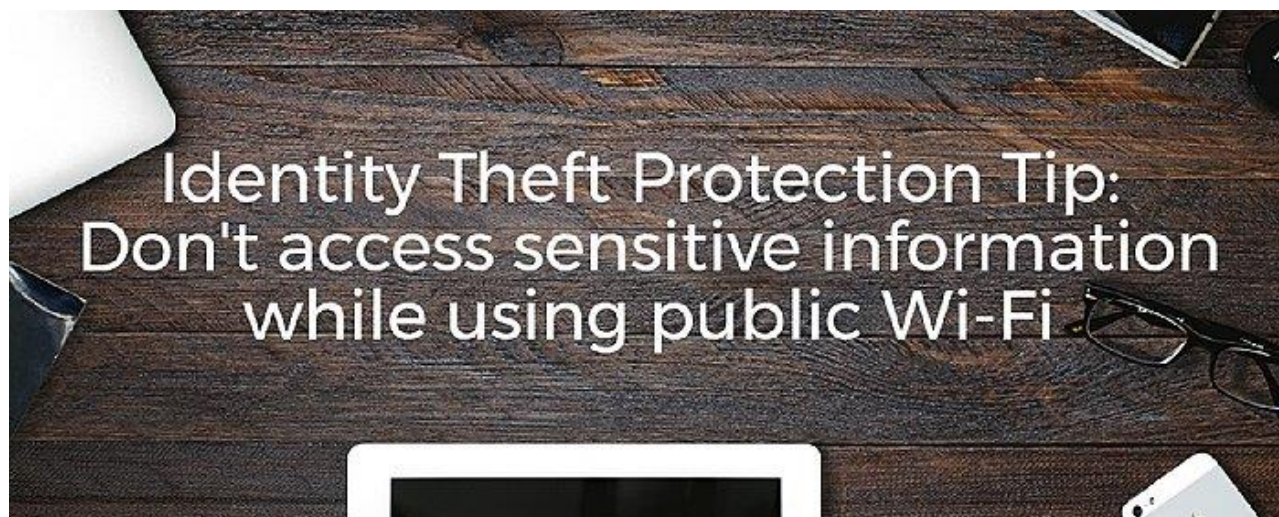 Identity Theft Protection Tip:
Don't access sensitive information
while using public Wi-Fi